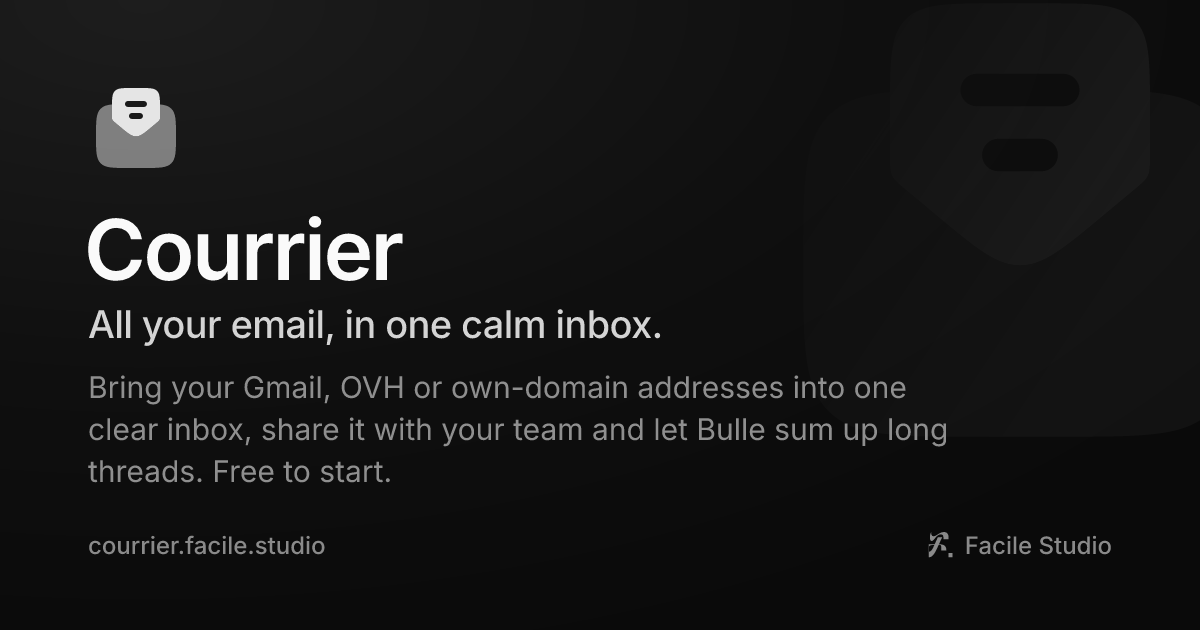 Courrier
All your email, in one calm inbox.
Bring your Gmail, OVH or own-domain addresses into one
clear inbox, share it with your team and let Bulle sum up long
threads. Free to start.
courrier.facile.studio
Facile Studio